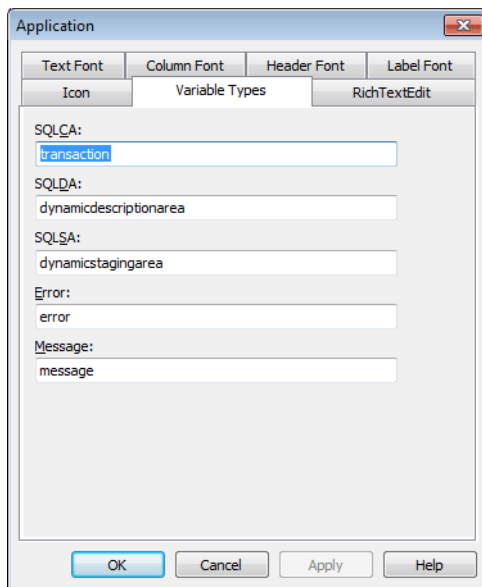 Application
Text Font Column Font Header Font Label Font
Icon Variable Types RichTextEdit
SQLCA:
transaction
SQLDA:
dynamicdescriptionarea
SQLSA:
dynamicstagingarea
Error:
error
Message:
message
OK Cancel Apply Help